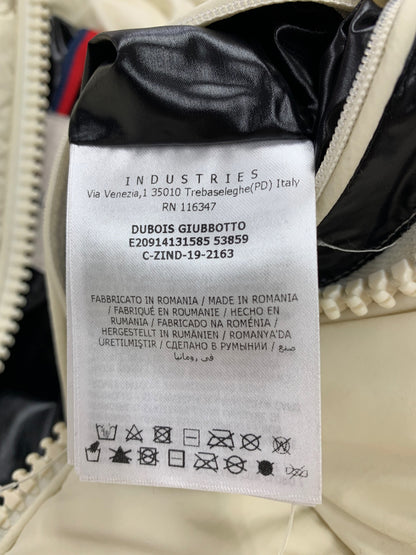 INDUSTRIES
Via Venezia,1 35010 Trebaseleghe(PD) Italy
RN 116347
DUBOIS GIUBBOTTO
E20914131585 53859
C-ZIND-19-2163
FABBRICATO IN ROMANIA / MADE IN ROMANIA
/ FABRIQUÉ EN ROUMANIE / HECHO EN
RUMANIA / FABRICADO NA ROMÉNIA /
HERGESTELLT IN RUMÄNIEN / ROMANYA'DA
ÜRETILMIŞTIR / СДЕЛАНО В РУМЫНИИ / صنع
في رومانيا